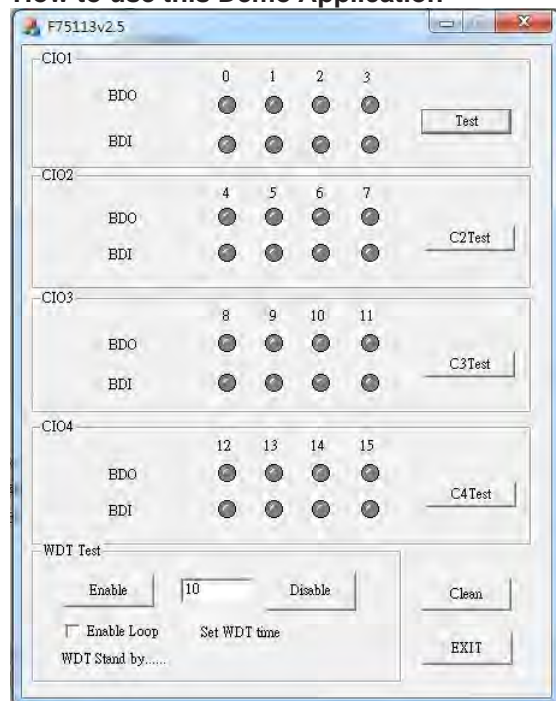 How to use this Demo Application
F75113v2.5
CIO1
0 1 2 3
BDO
Test
BDI
CIO2
4 5 6 7
BDO
C2Test
BDI
CIO3
8 9 10 11
BDO
C3Test
BDI
CIO4
12 13 14 15
BDO
C4Test
BDI
WDT Test
Enable 10 Disable Clean
Enable Loop Set WDT time
EXIT
WDT Stand by......